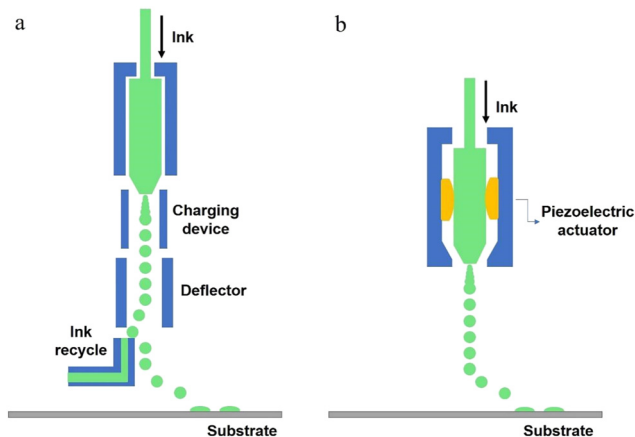 a
Ink
Charging
device
Deflector
Ink
recycle
Substrate
b
Ink
Piezoelectric
actuator
Substrate